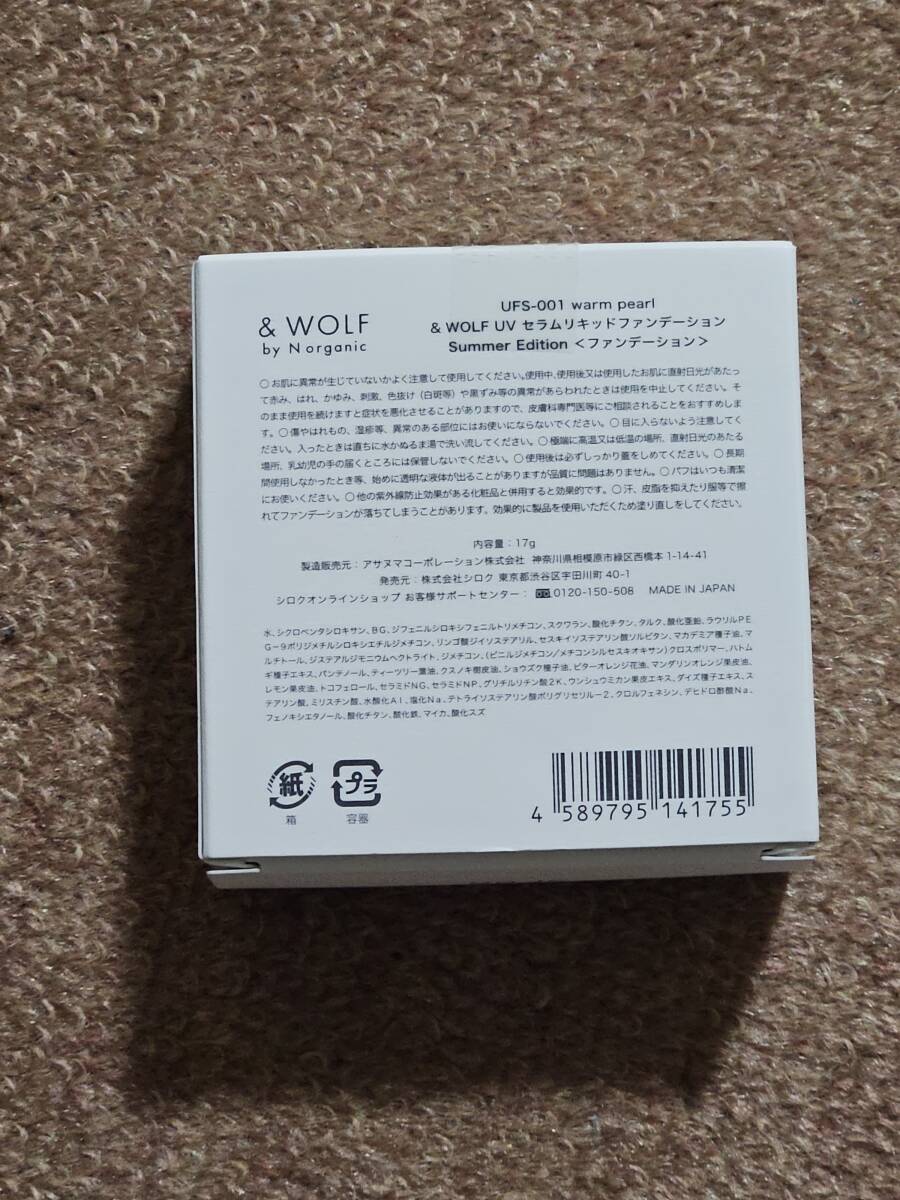 & WOLF
by N organic
UFS-001 warm pearl
& WOLF UV セラムリキッドファンデーション
Summer Edition <ファンデーション>
○お肌に異常が生じていないかよく注意して使用してください。使用中、使用後又は使用したお肌に直射日光があたっ
て赤み、はれ、かゆみ、刺激、色抜け(白斑等)や黒ずみ等の異常があらわれたときは使用を中止してください。そ
のまま使用を続けますと症状を悪化させることがありますので、皮膚科専門医等にご相談されることをおすすめしま
す。○傷やはれもの、湿疹等、異常のある部位にはお使いにならないでください。○目に入らないよう注意してく
ださい。入ったときは直ちに水かぬるま湯で洗い流してください。○極端に高温又は低温の場所、直射日光のあたる
場所、乳幼児の手の届くところには保管しないでください。○使用後は必ずしっかり蓋をしめてください。○長期
間使用しなかったとき等、始めに透明な液体が出ることがありますが品質に問題はありません。○パフはいつも清潔
にお使いください。○他の紫外線防止効果がある化粧品と併用すると効果的です。○汗、皮脂を抑えたり服等で擦
れてファンデーションが落ちてしまうことがあります。効果的に製品を使用いただくため塗り直しをしてください。
内容量:17g
製造販売元:アサヌマコーポレーション株式会社 神奈川県相模原市緑区西橋本1-14-41
発売元:株式会社シロク 東京都渋谷区宇田川町 40-1
シロクオンラインショップ お客様サポートセンター: 0120-150-508 MADE IN JAPAN
水、シクロペンタシロキサン、BG、ジフェニルシロキシフェニルトリメチコン、スクワラン、酸化チタン、タルク、酸化亜鉛、ラウリルPE
G-9ポリジメチルシロキシエチルジメチコン、リンゴ酸ジイソステアリル、セスキイソステアリン酸ソルビタン、マカデミア種子油、マ
ルチトール、ジステアルジモニウムヘクトライト、ジメチコン、(ビニルジメチコン/メチコンシルセスキオキサン)クロスポリマー、ハトム
ギ種子エキス、パンテノール、ティーツリー葉油、クスノキ樹皮油、ショウズク種子油、ビターオレンジ花油、マンダリンオレンジ果皮油、
レモン果皮油、トコフェロール、セラミドNG、セラミドNP、グリチルリチン酸2K、ウンシュウミカン果皮エキス、ダイズ種子エキス、ス
テアリン酸、ミリスチン酸、水酸化Al、塩化Na、テトライソステアリン酸ポリグリセリル-2、クロルフェネシン、デヒドロ酢酸Na、
フェノキシエタノール、酸化チタン、酸化鉄、マイカ、酸化スズ
紙
箱
プラ
容器
4 589795 141755